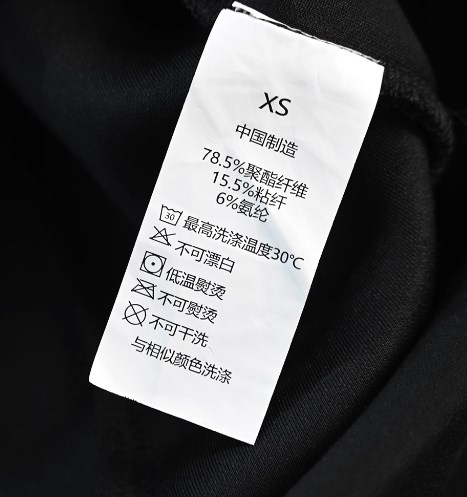 XS
中国制造
78.5%聚酯纤维
15.5%粘纤
6%氨纶
30 最高洗涤温度30℃
不可漂白
低温熨烫
不可熨烫
不可干洗
与相似颜色洗涤